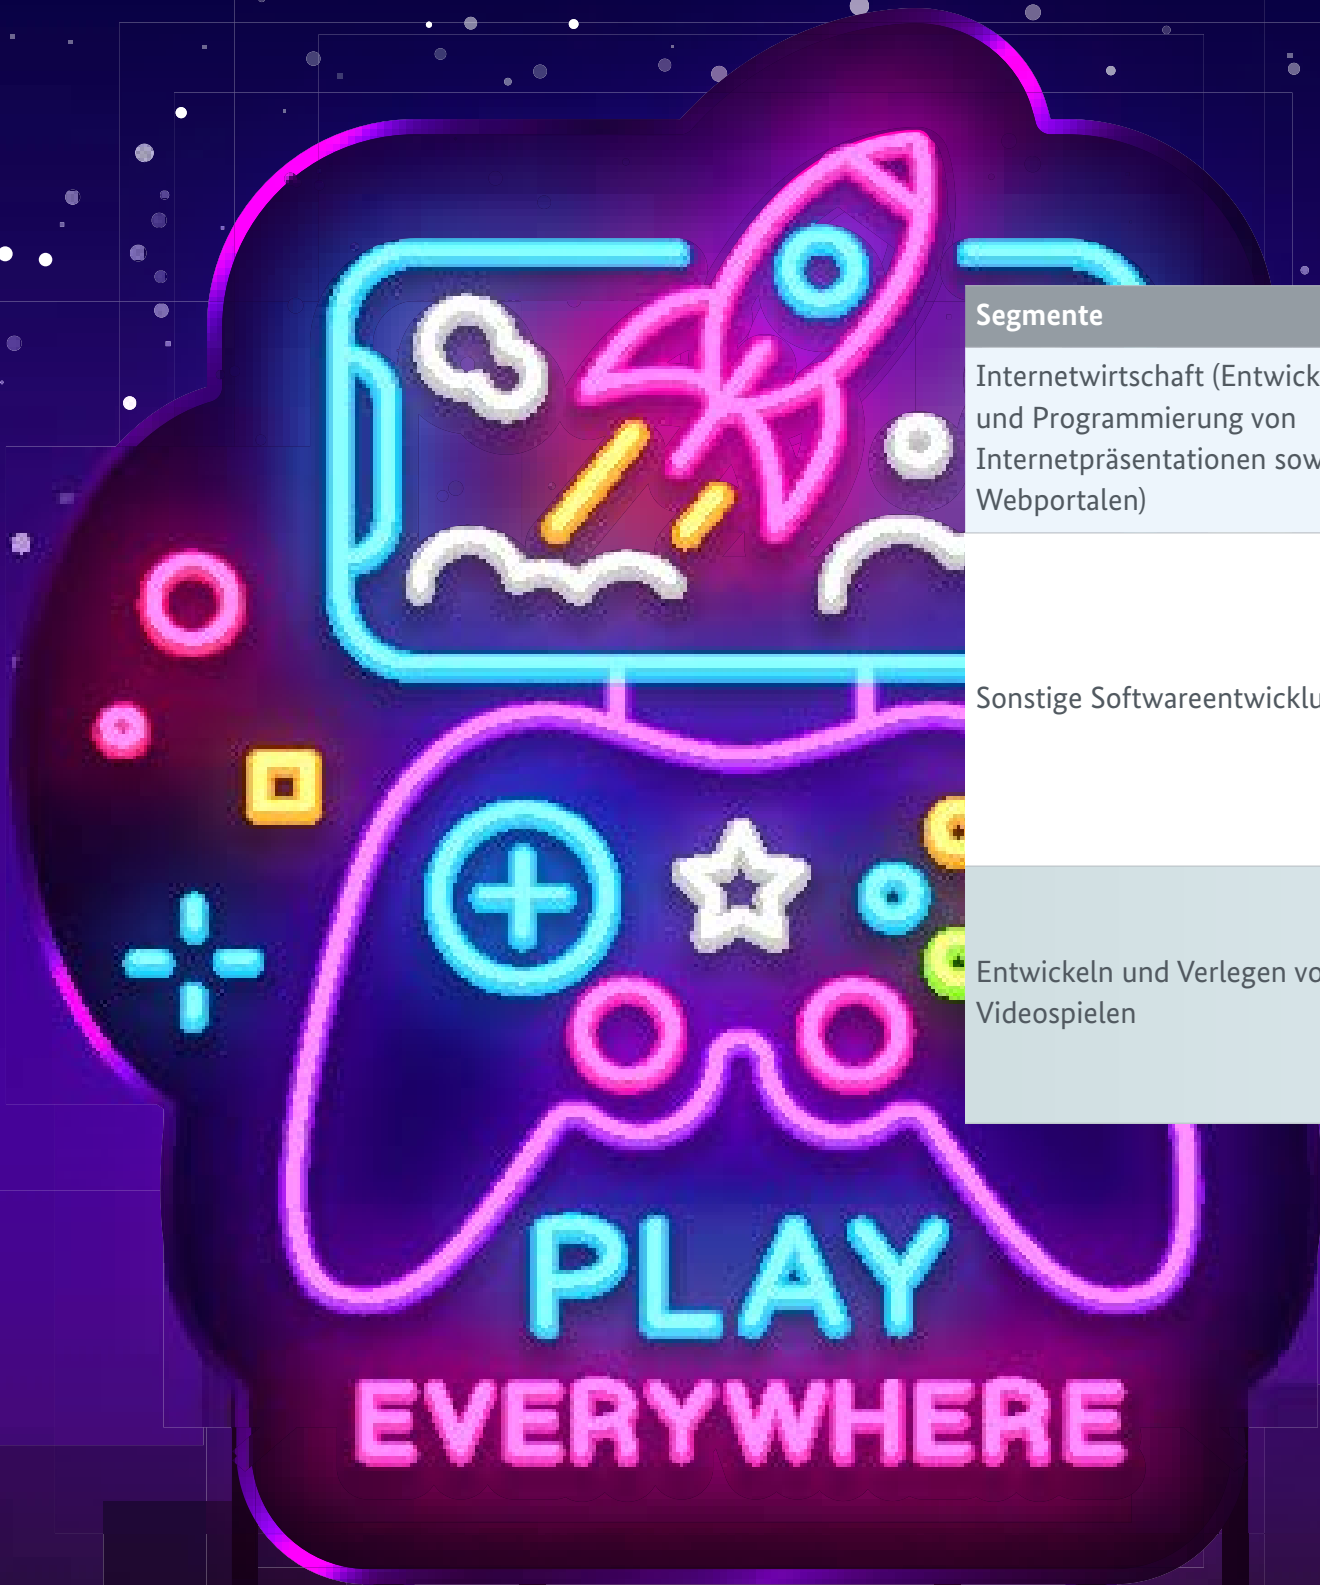 Segmente
Internetwirtschaft (Entwick
und Programmierung von
Internetpräsentationen sow
Webportalen)
Sonstige Softwareentwicklu
Entwickeln und Verlegen vo
Videospielen
PLAY
EVERYWHERE